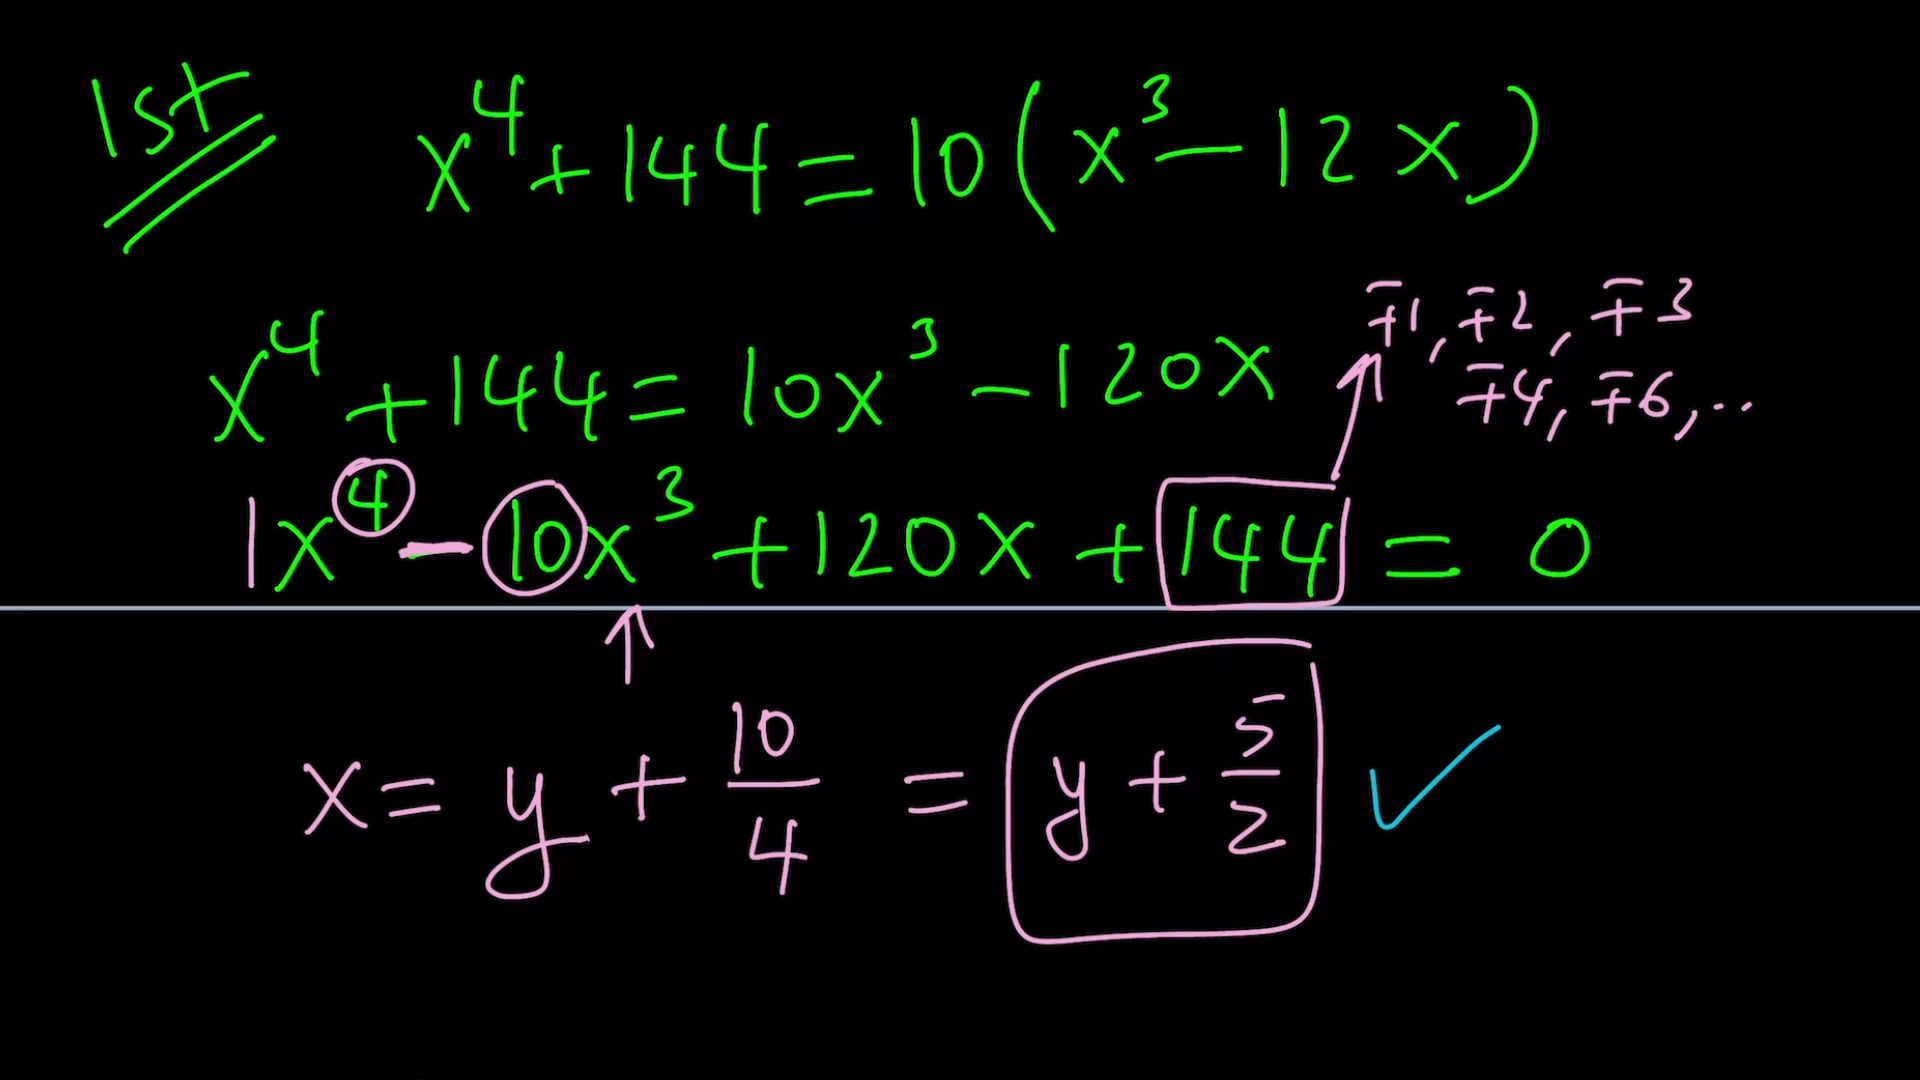 1st
x⁴ + 144 = 10(x³ − 12x)
x⁴ + 144 = 10x³ − 120x
∓1, ∓2, ∓3
∓4, ∓6, ..
1x⁴ − 10x³ + 120x + 144 = 0
x = y + 10/4 = y + 5/2 ✓